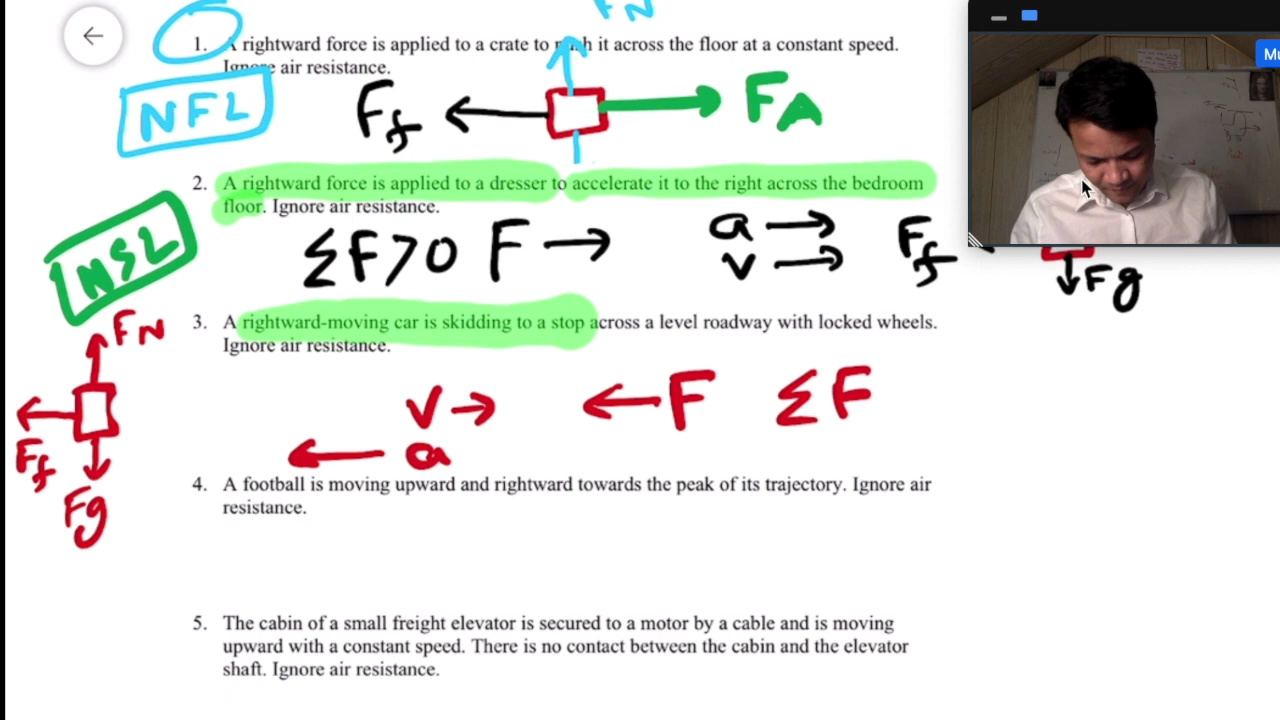 FN
1. A rightward force is applied to a crate to push it across the floor at a constant speed.
Ignore air resistance.
NFL
Ff
FA
2. A rightward force is applied to a dresser to accelerate it to the right across the bedroom
floor. Ignore air resistance.
NSL
ΣF>0 F→
a→
v→
Ff
Fg
3. A rightward-moving car is skidding to a stop across a level roadway with locked wheels.
Ignore air resistance.
FN
Ff
Fg
v→ ←F ΣF
← a
4. A football is moving upward and rightward towards the peak of its trajectory. Ignore air
resistance.
5. The cabin of a small freight elevator is secured to a motor by a cable and is moving
upward with a constant speed. There is no contact between the cabin and the elevator
shaft. Ignore air resistance.